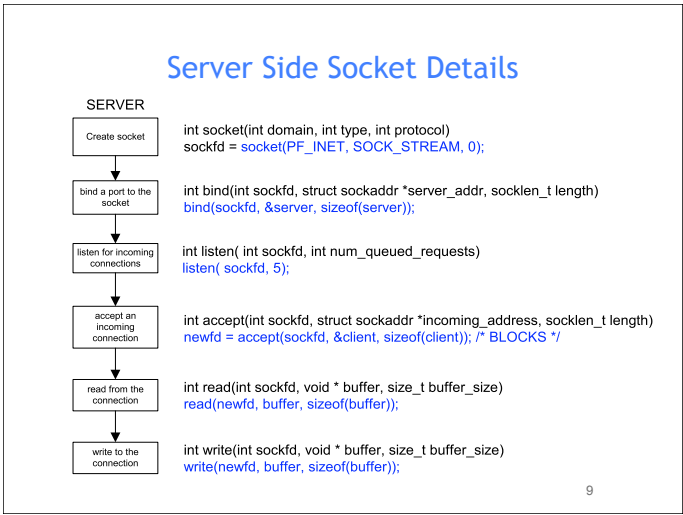 Server Side Socket Details
SERVER
Create socket
int socket(int domain, int type, int protocol)
sockfd = socket(PF_INET, SOCK_STREAM, 0);
bind a port to the
socket
int bind(int sockfd, struct sockaddr *server_addr, socklen_t length)
bind(sockfd, &server, sizeof(server));
listen for incoming
connections
int listen( int sockfd, int num_queued_requests)
listen( sockfd, 5);
accept an
incoming
connection
int accept(int sockfd, struct sockaddr *incoming_address, socklen_t length)
newfd = accept(sockfd, &client, sizeof(client)); /* BLOCKS */
read from the
connection
int read(int sockfd, void * buffer, size_t buffer_size)
read(newfd, buffer, sizeof(buffer));
write to the
connection
int write(int sockfd, void * buffer, size_t buffer_size)
write(newfd, buffer, sizeof(buffer));
9